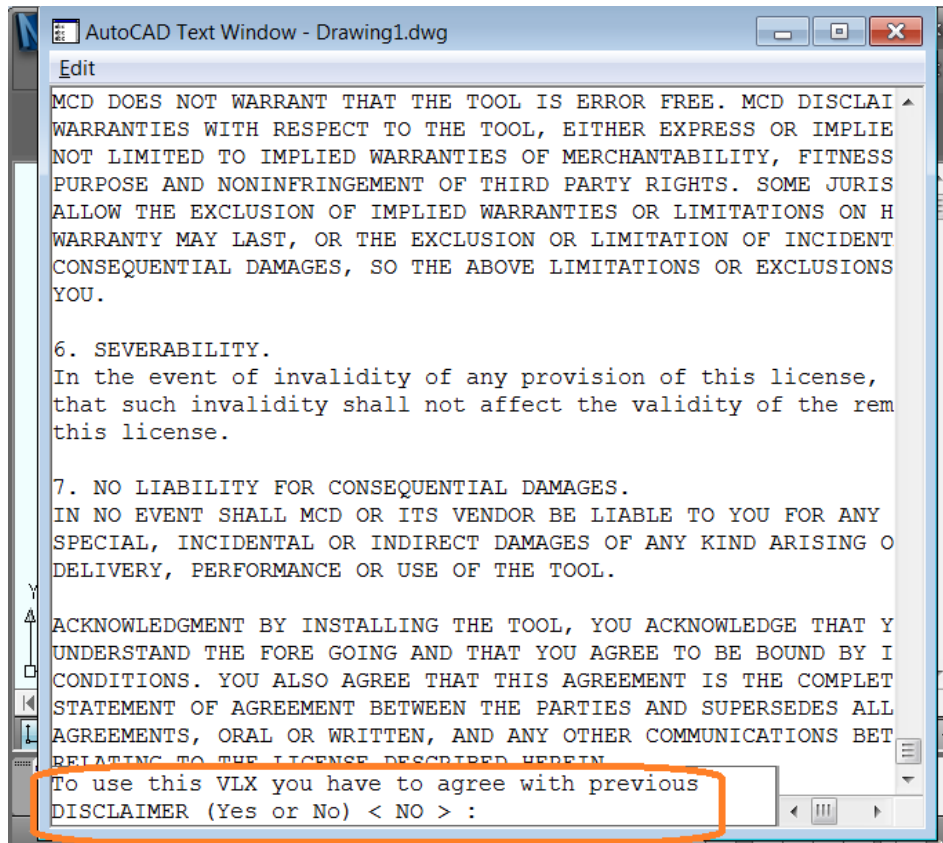 AutoCAD Text Window - Drawing1.dwg
Edit
MCD DOES NOT WARRANT THAT THE TOOL IS ERROR FREE. MCD DISCLAI
WARRANTIES WITH RESPECT TO THE TOOL, EITHER EXPRESS OR IMPLIE
NOT LIMITED TO IMPLIED WARRANTIES OF MERCHANTABILITY, FITNESS
PURPOSE AND NONINFRINGEMENT OF THIRD PARTY RIGHTS. SOME JURIS
ALLOW THE EXCLUSION OF IMPLIED WARRANTIES OR LIMITATIONS ON H
WARRANTY MAY LAST, OR THE EXCLUSION OR LIMITATION OF INCIDENT
CONSEQUENTIAL DAMAGES, SO THE ABOVE LIMITATIONS OR EXCLUSIONS
YOU.
6. SEVERABILITY.
In the event of invalidity of any provision of this license,
that such invalidity shall not affect the validity of the rem
this license.
7. NO LIABILITY FOR CONSEQUENTIAL DAMAGES.
IN NO EVENT SHALL MCD OR ITS VENDOR BE LIABLE TO YOU FOR ANY
SPECIAL, INCIDENTAL OR INDIRECT DAMAGES OF ANY KIND ARISING O
DELIVERY, PERFORMANCE OR USE OF THE TOOL.
ACKNOWLEDGMENT BY INSTALLING THE TOOL, YOU ACKNOWLEDGE THAT Y
UNDERSTAND THE FORE GOING AND THAT YOU AGREE TO BE BOUND BY I
CONDITIONS. YOU ALSO AGREE THAT THIS AGREEMENT IS THE COMPLET
STATEMENT OF AGREEMENT BETWEEN THE PARTIES AND SUPERSEDES ALL
AGREEMENTS, ORAL OR WRITTEN, AND ANY OTHER COMMUNICATIONS BET
RELATING TO THE LICENSE DESCRIBED HEREIN
To use this VLX you have to agree with previous
DISCLAIMER (Yes or No) < NO > :